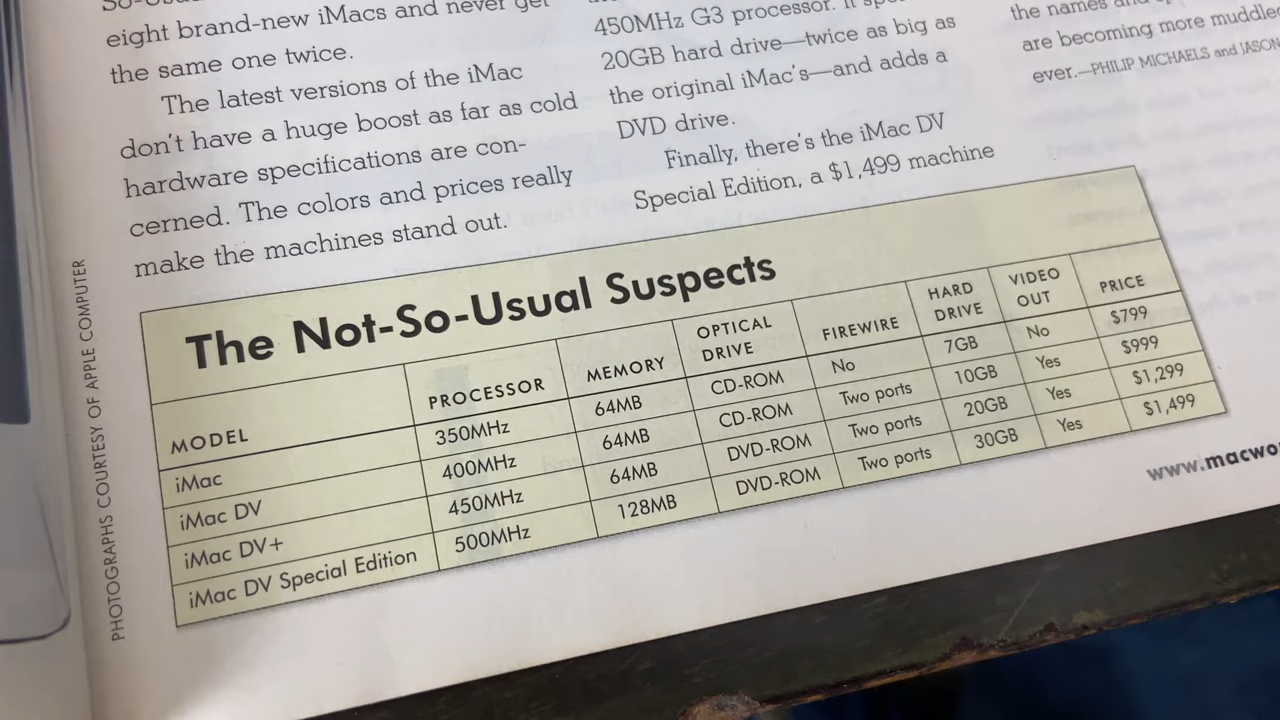 eight brand-new iMacs and never get
the same one twice.
The latest versions of the iMac
don't have a huge boost as far as cold
hardware specifications are con-
cerned. The colors and prices really
make the machines stand out.
450MHz G3 processor. It
20GB hard drive—twice as big as
the original iMac's—and adds a
DVD drive.
Finally, there's the iMac DV
Special Edition, a $1,499 machine
the names and
are becoming more
ever.—PHILIP MICHAELS and JASON
PHOTOGRAPHS COURTESY OF APPLE COMPUTER
The Not-So-Usual Suspects
MODEL PROCESSOR MEMORY OPTICAL DRIVE FIREWIRE HARD DRIVE VIDEO OUT PRICE
iMac 350MHz 64MB CD-ROM No 7GB No $799
iMac DV 400MHz 64MB CD-ROM Two ports 10GB Yes $999
iMac DV+ 450MHz 64MB DVD-ROM Two ports 20GB Yes $1,299
iMac DV Special Edition 500MHz 128MB DVD-ROM Two ports 30GB Yes $1,499
www.macwo